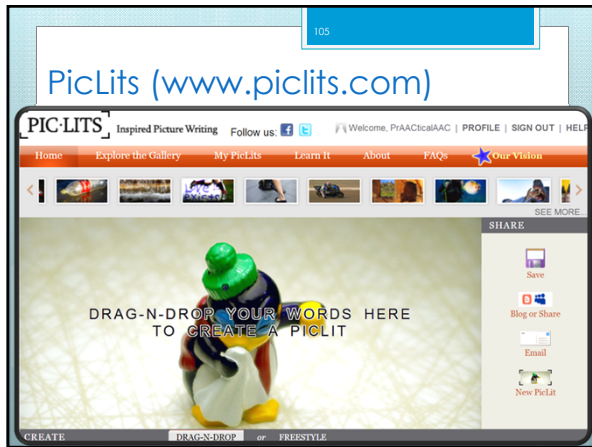 105
PicLits (www.piclits.com)
PIC·LITS Inspired Picture Writing Follow us: Welcome, PrAACticalAAC | PROFILE | SIGN OUT | HELP
Home Explore the Gallery My PicLits Learn It About FAQs Our Vision
SEE MORE...
SHARE
Save
DRAG-N-DROP YOUR WORDS HERE
TO CREATE A PICLIT
Blog or Share
Email
New PicLit
CREATE DRAG-N-DROP or FREESTYLE